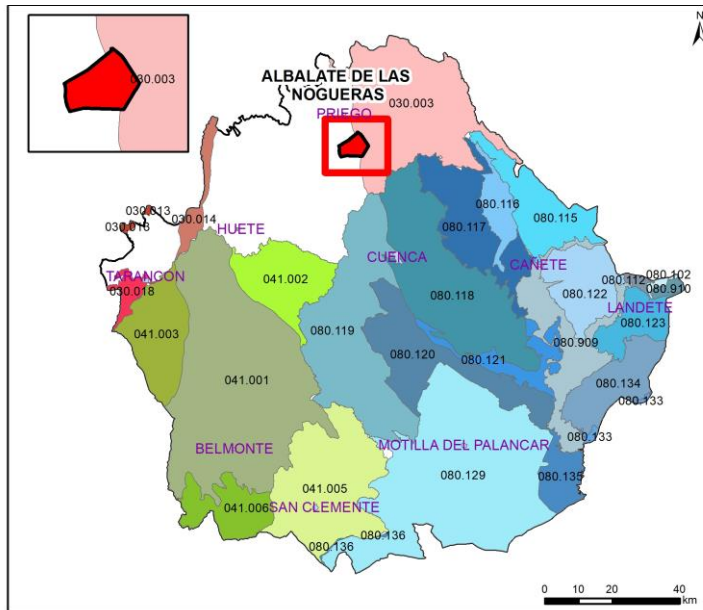 N
030.003
ALBALATE DE LAS
NOGUERAS
PRIEGO
030.003
080.116
080.115
030.013
030.013
030.014
HUETE
080.117
CUENCA
CAÑETE
080.112
080.102
080.910
TARANCON
030.018
041.002
080.118
080.122
LANDETE
080.123
041.003
080.119
080.120
080.121
080.909
041.001
080.134
080.133
080.133
BELMONTE
MOTILLA DEL PALANCAR
041.005
080.129
080.135
041.006
SAN CLEMENTE
080.136
080.136
0 10 20 40
km